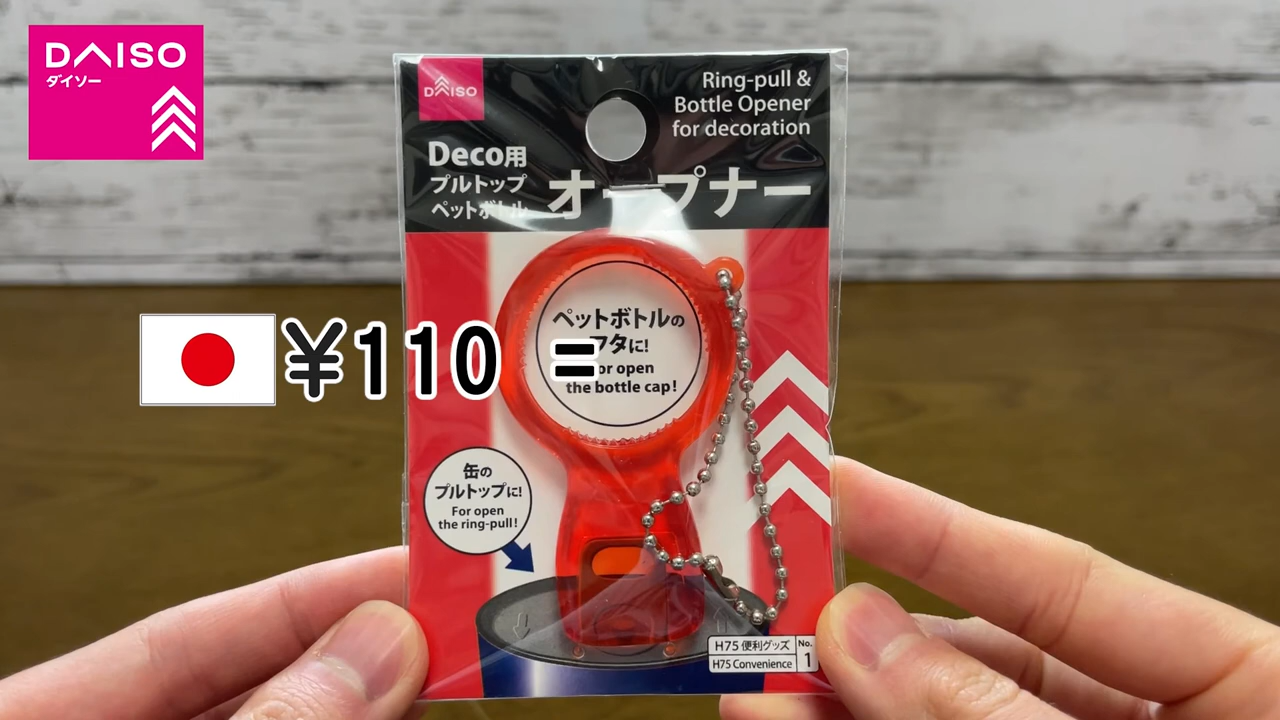 DAISO
ダイソー
DAISO
Ring-pull &
Bottle Opener
for decoration
Deco用
プルトップ
ペットボトル
オープナー
ペットボトルの
フタに!
For open
the bottle cap!
¥110 =
缶の
プルトップに!
For open
the ring-pull!
H75 便利グッズ
H75 Convenience
No.
1